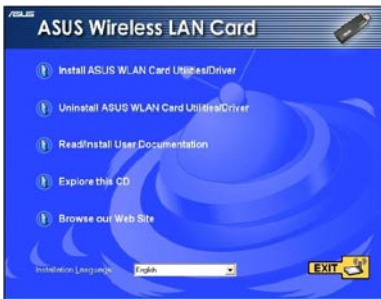 ASUS
ASUS Wireless LAN Card
Install ASUS WLAN Card Utilities/Driver
Uninstall ASUS WLAN Card Utilities/Driver
Read/Install User Documentation
Explore this CD
Browse our Web Site
Installation Language:
English
EXIT